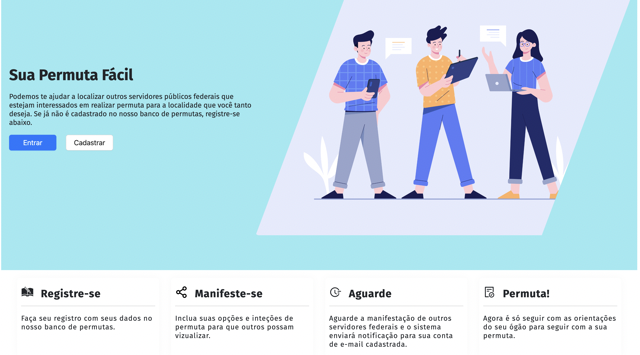 Sua Permuta Fácil
Podemos te ajudar a localizar outros servidores públicos federais que
estejam interessados em realizar permuta para a localidade que você tanto
deseja. Se já não é cadastrado no nosso banco de permutas, registre-se
abaixo.
Entrar
Cadastrar
Registre-se
Faça seu registro com seus dados no
nosso banco de permutas.
Manifeste-se
Inclua suas opções e inteções de
permuta para que outros possam
vizualizar.
Aguarde
Aguarde a manifestação de outros
servidores federais e o sistema
enviará notificação para sua conta
de e-mail cadastrada.
Permuta!
Agora é só seguir com as orientações
do seu ógão para seguir com a sua
permuta.